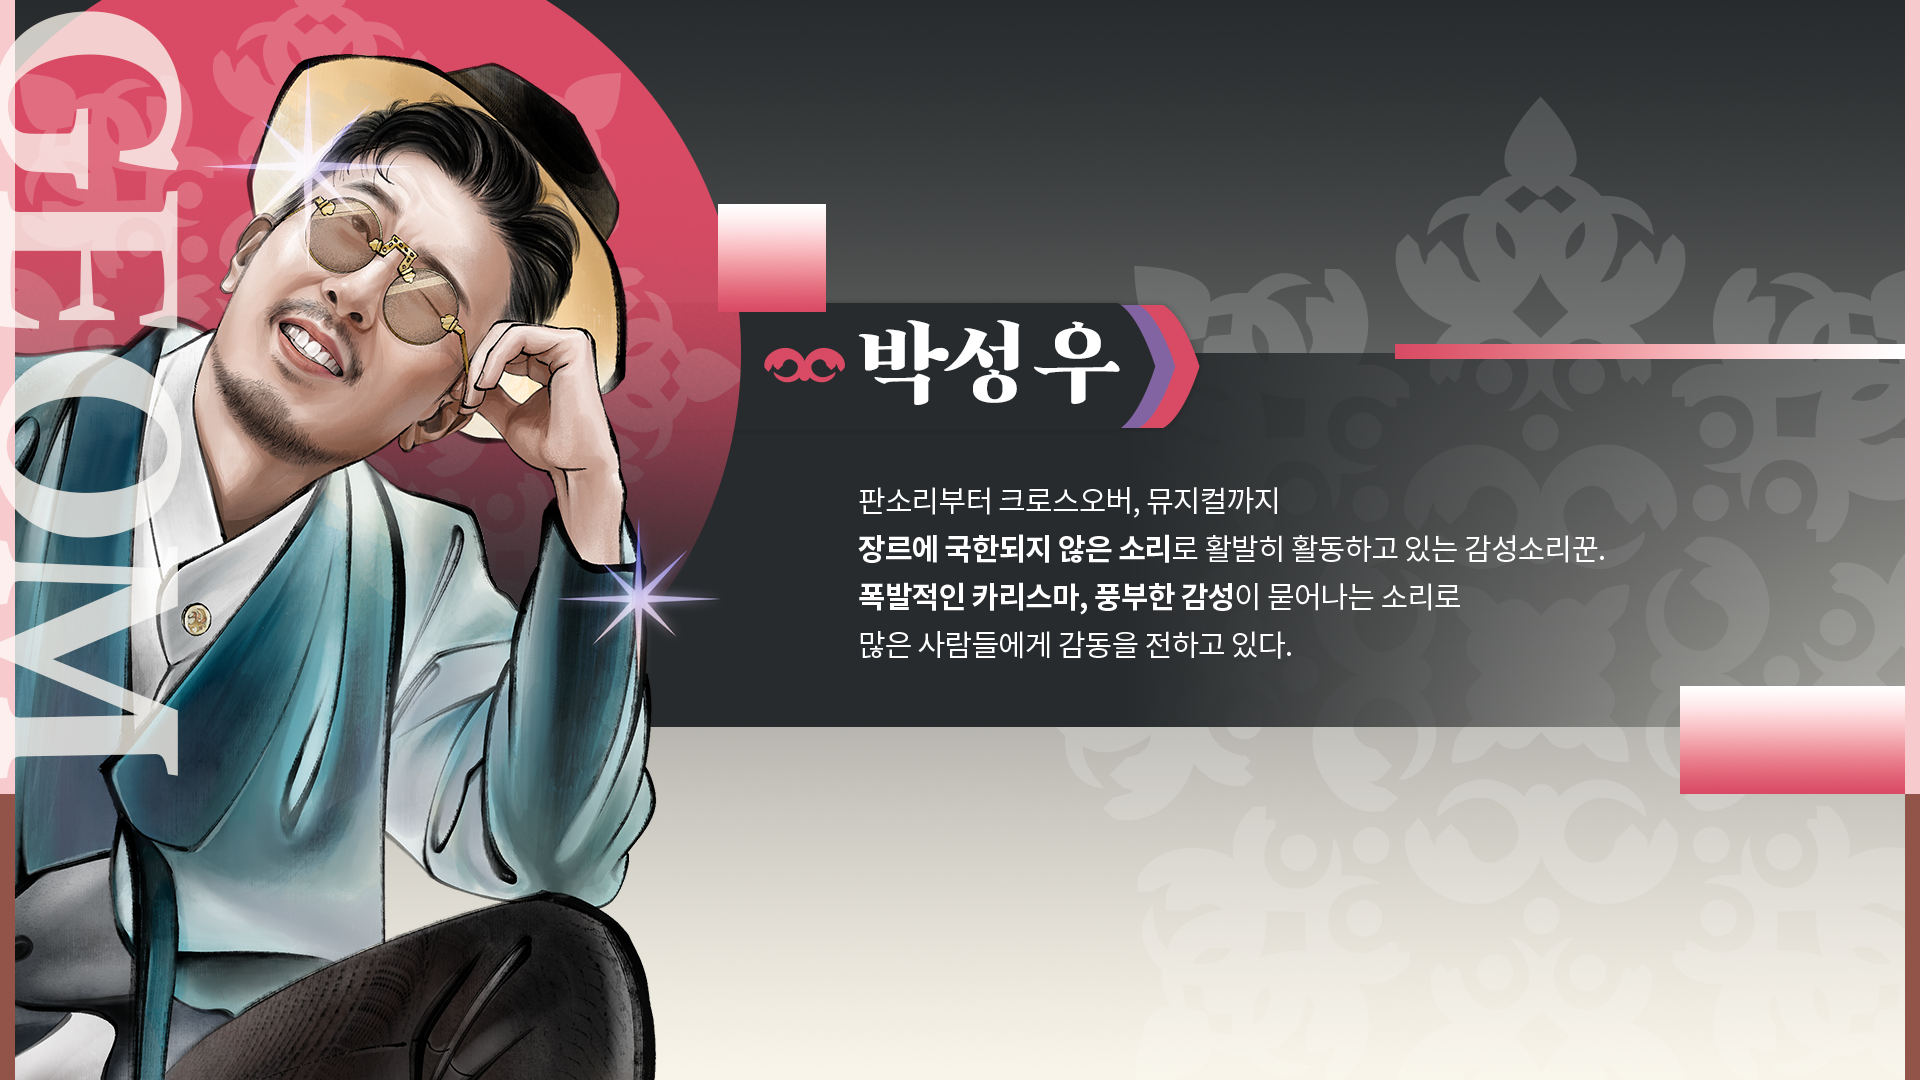 GEOM
박성우
판소리부터 크로스오버, 뮤지컬까지
장르에 국한되지 않은 소리로 활발히 활동하고 있는 감성소리꾼.
폭발적인 카리스마, 풍부한 감성이 묻어나는 소리로
많은 사람들에게 감동을 전하고 있다.